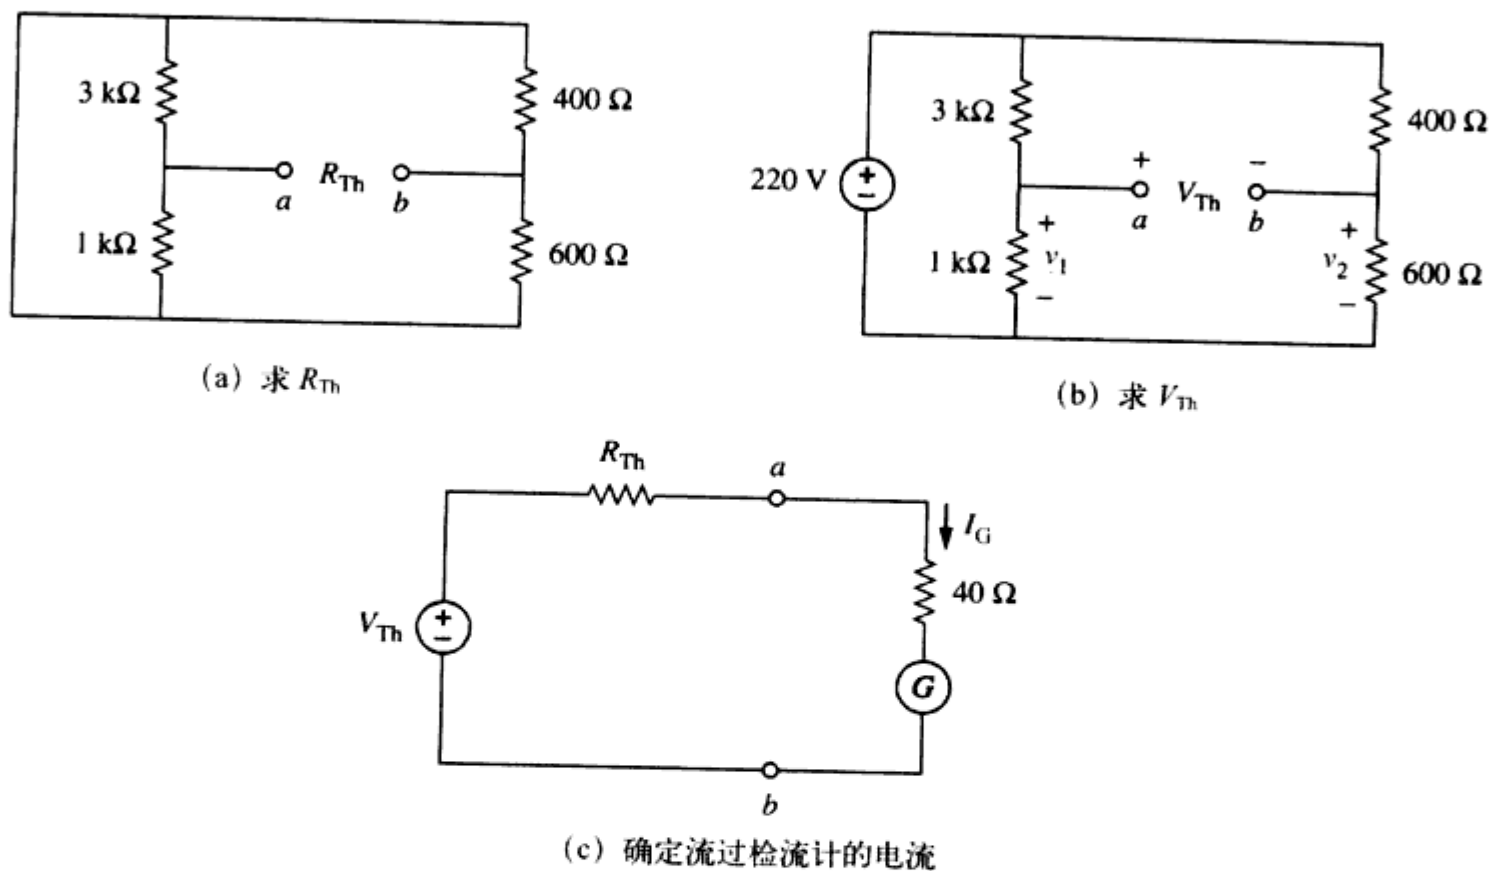 3 kΩ
400 Ω
R_Th
a
b
1 kΩ
600 Ω
(a) 求 R_Th
220 V
3 kΩ
400 Ω
+
−
+
−
V_Th
a
b
1 kΩ
+
v_1
−
+
v_2
−
600 Ω
(b) 求 V_Th
R_Th
a
I_G
40 Ω
V_Th
+
−
G
b
(c) 确定流过检流计的电流